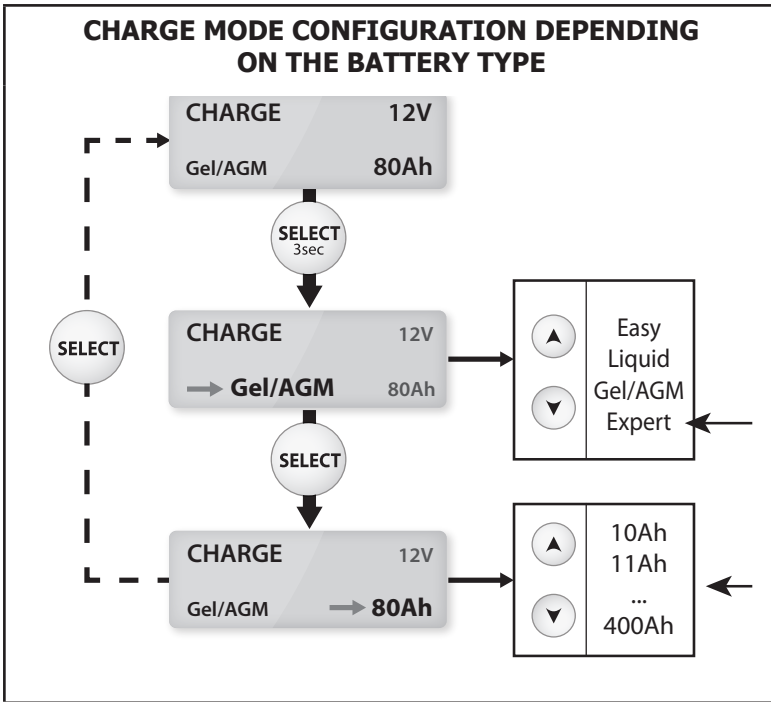 CHARGE MODE CONFIGURATION DEPENDING
ON THE BATTERY TYPE
CHARGE 12V
Gel/AGM 80Ah
SELECT
3sec
CHARGE 12V
Gel/AGM 80Ah
Easy
Liquid
Gel/AGM
Expert
SELECT
SELECT
CHARGE 12V
Gel/AGM 80Ah
10Ah
11Ah
...
400Ah